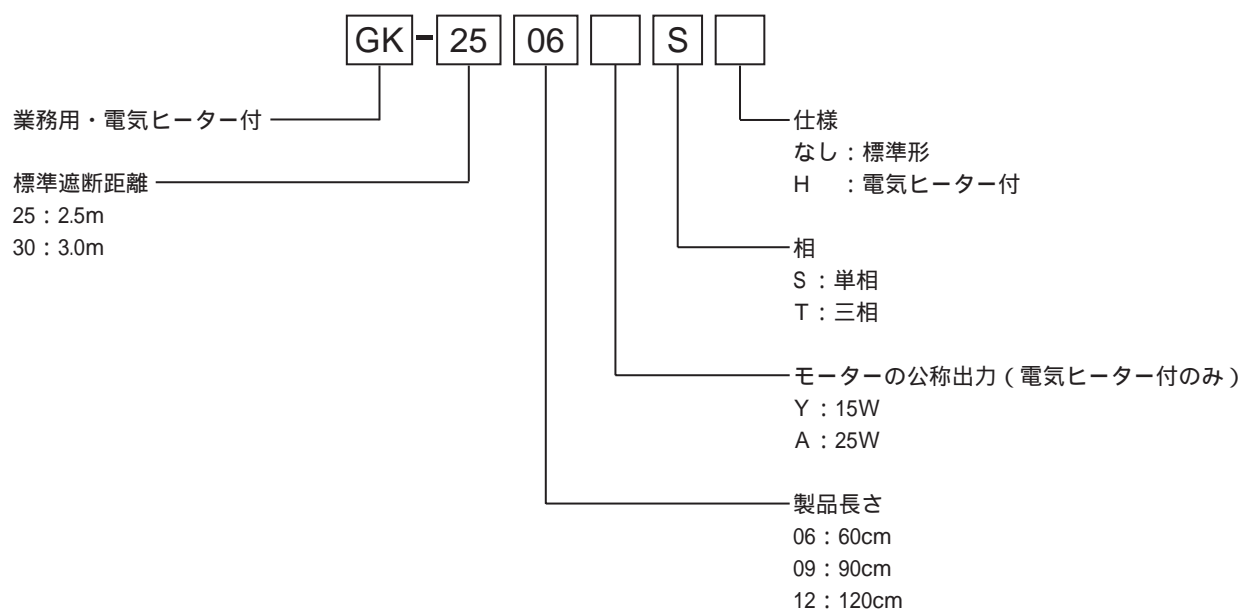 GK-25 06 S
業務用・電気ヒーター付
標準遮断距離
25：2.5m
30：3.0m
仕様
なし：標準形
H　：電気ヒーター付
相
S：単相
T：三相
モーターの公称出力（電気ヒーター付のみ）
Y：15W
A：25W
製品長さ
06：60cm
09：90cm
12：120cm